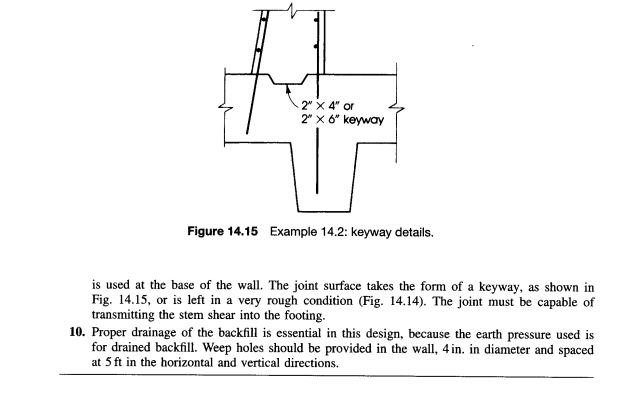 2" × 4" or
2" × 6" keyway
Figure 14.15 Example 14.2: keyway details.
is used at the base of the wall. The joint surface takes the form of a keyway, as shown in
Fig. 14.15, or is left in a very rough condition (Fig. 14.14). The joint must be capable of
transmitting the stem shear into the footing.
10. Proper drainage of the backfill is essential in this design, because the earth pressure used is
for drained backfill. Weep holes should be provided in the wall, 4 in. in diameter and spaced
at 5 ft in the horizontal and vertical directions.